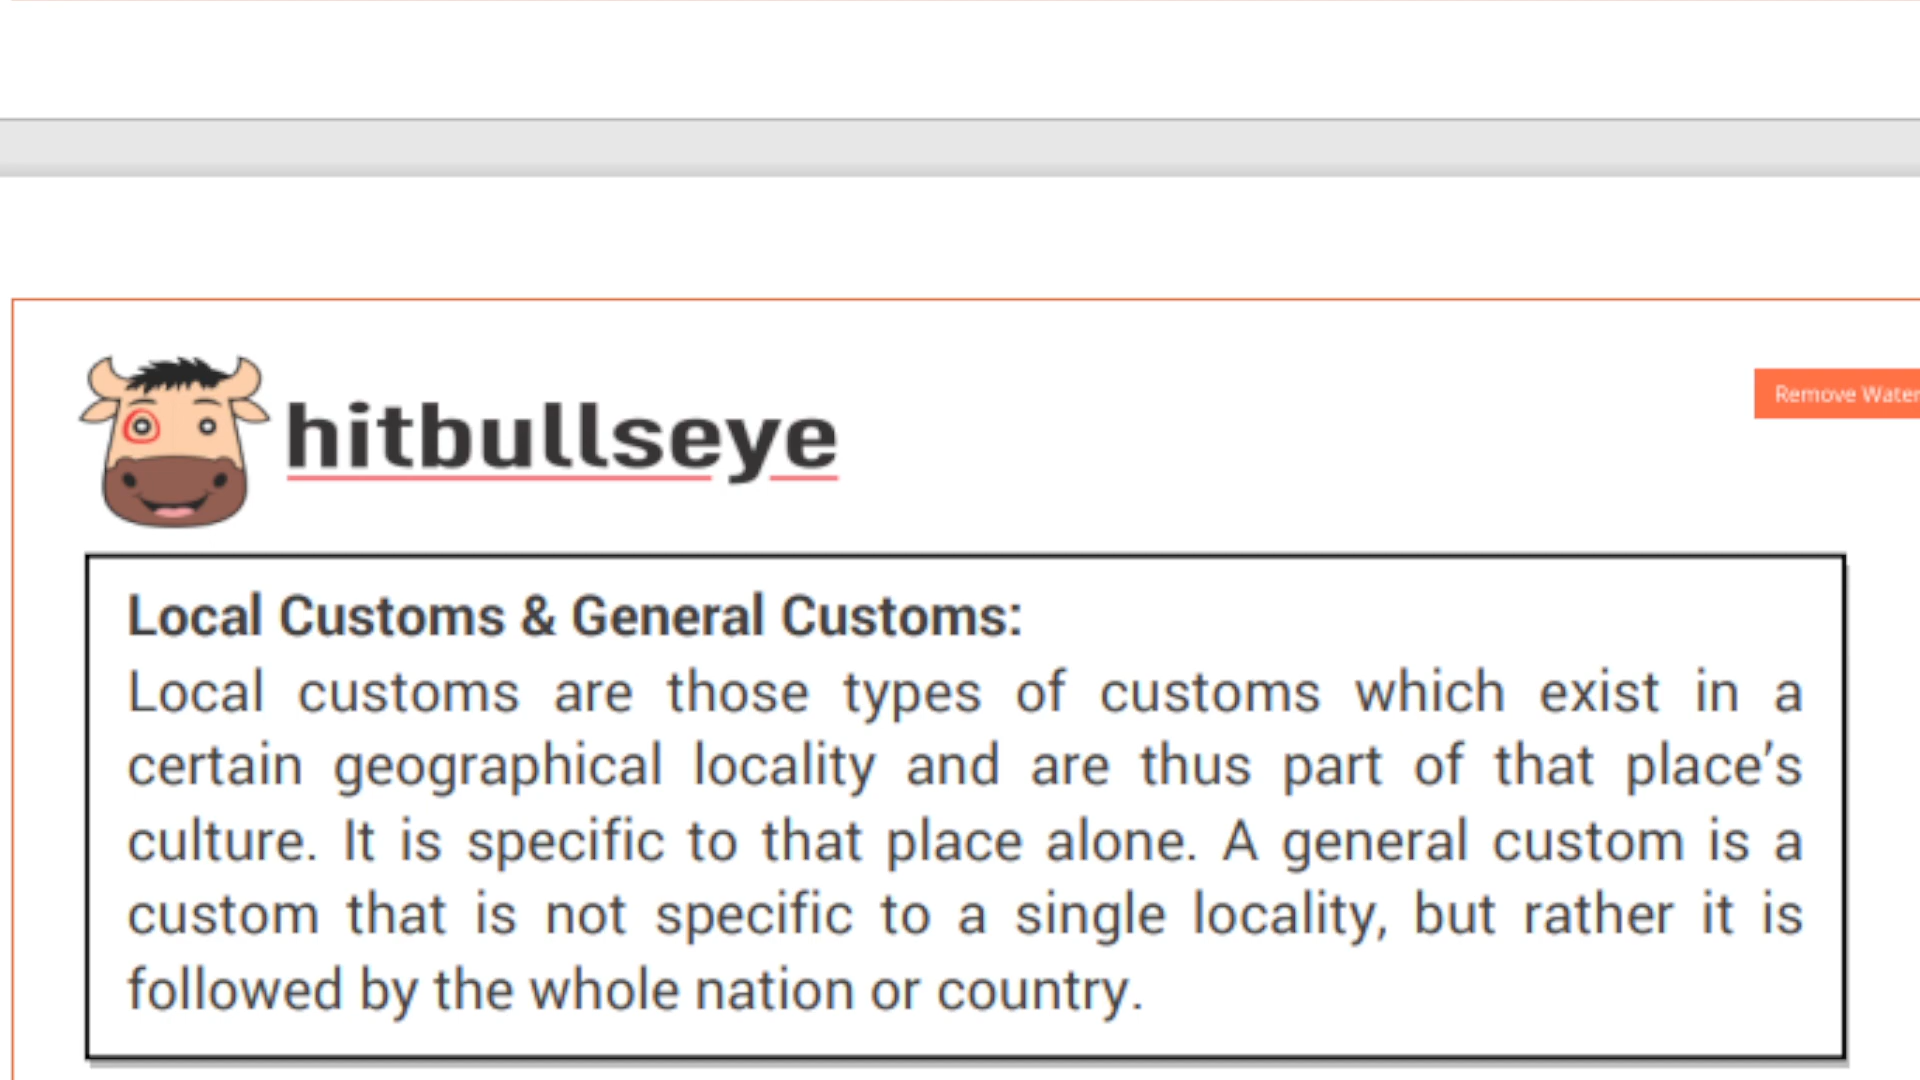 hitbullseye
Remove Water
Local Customs & General Customs:
Local customs are those types of customs which exist in a
certain geographical locality and are thus part of that place’s
culture. It is specific to that place alone. A general custom is a
custom that is not specific to a single locality, but rather it is
followed by the whole nation or country.